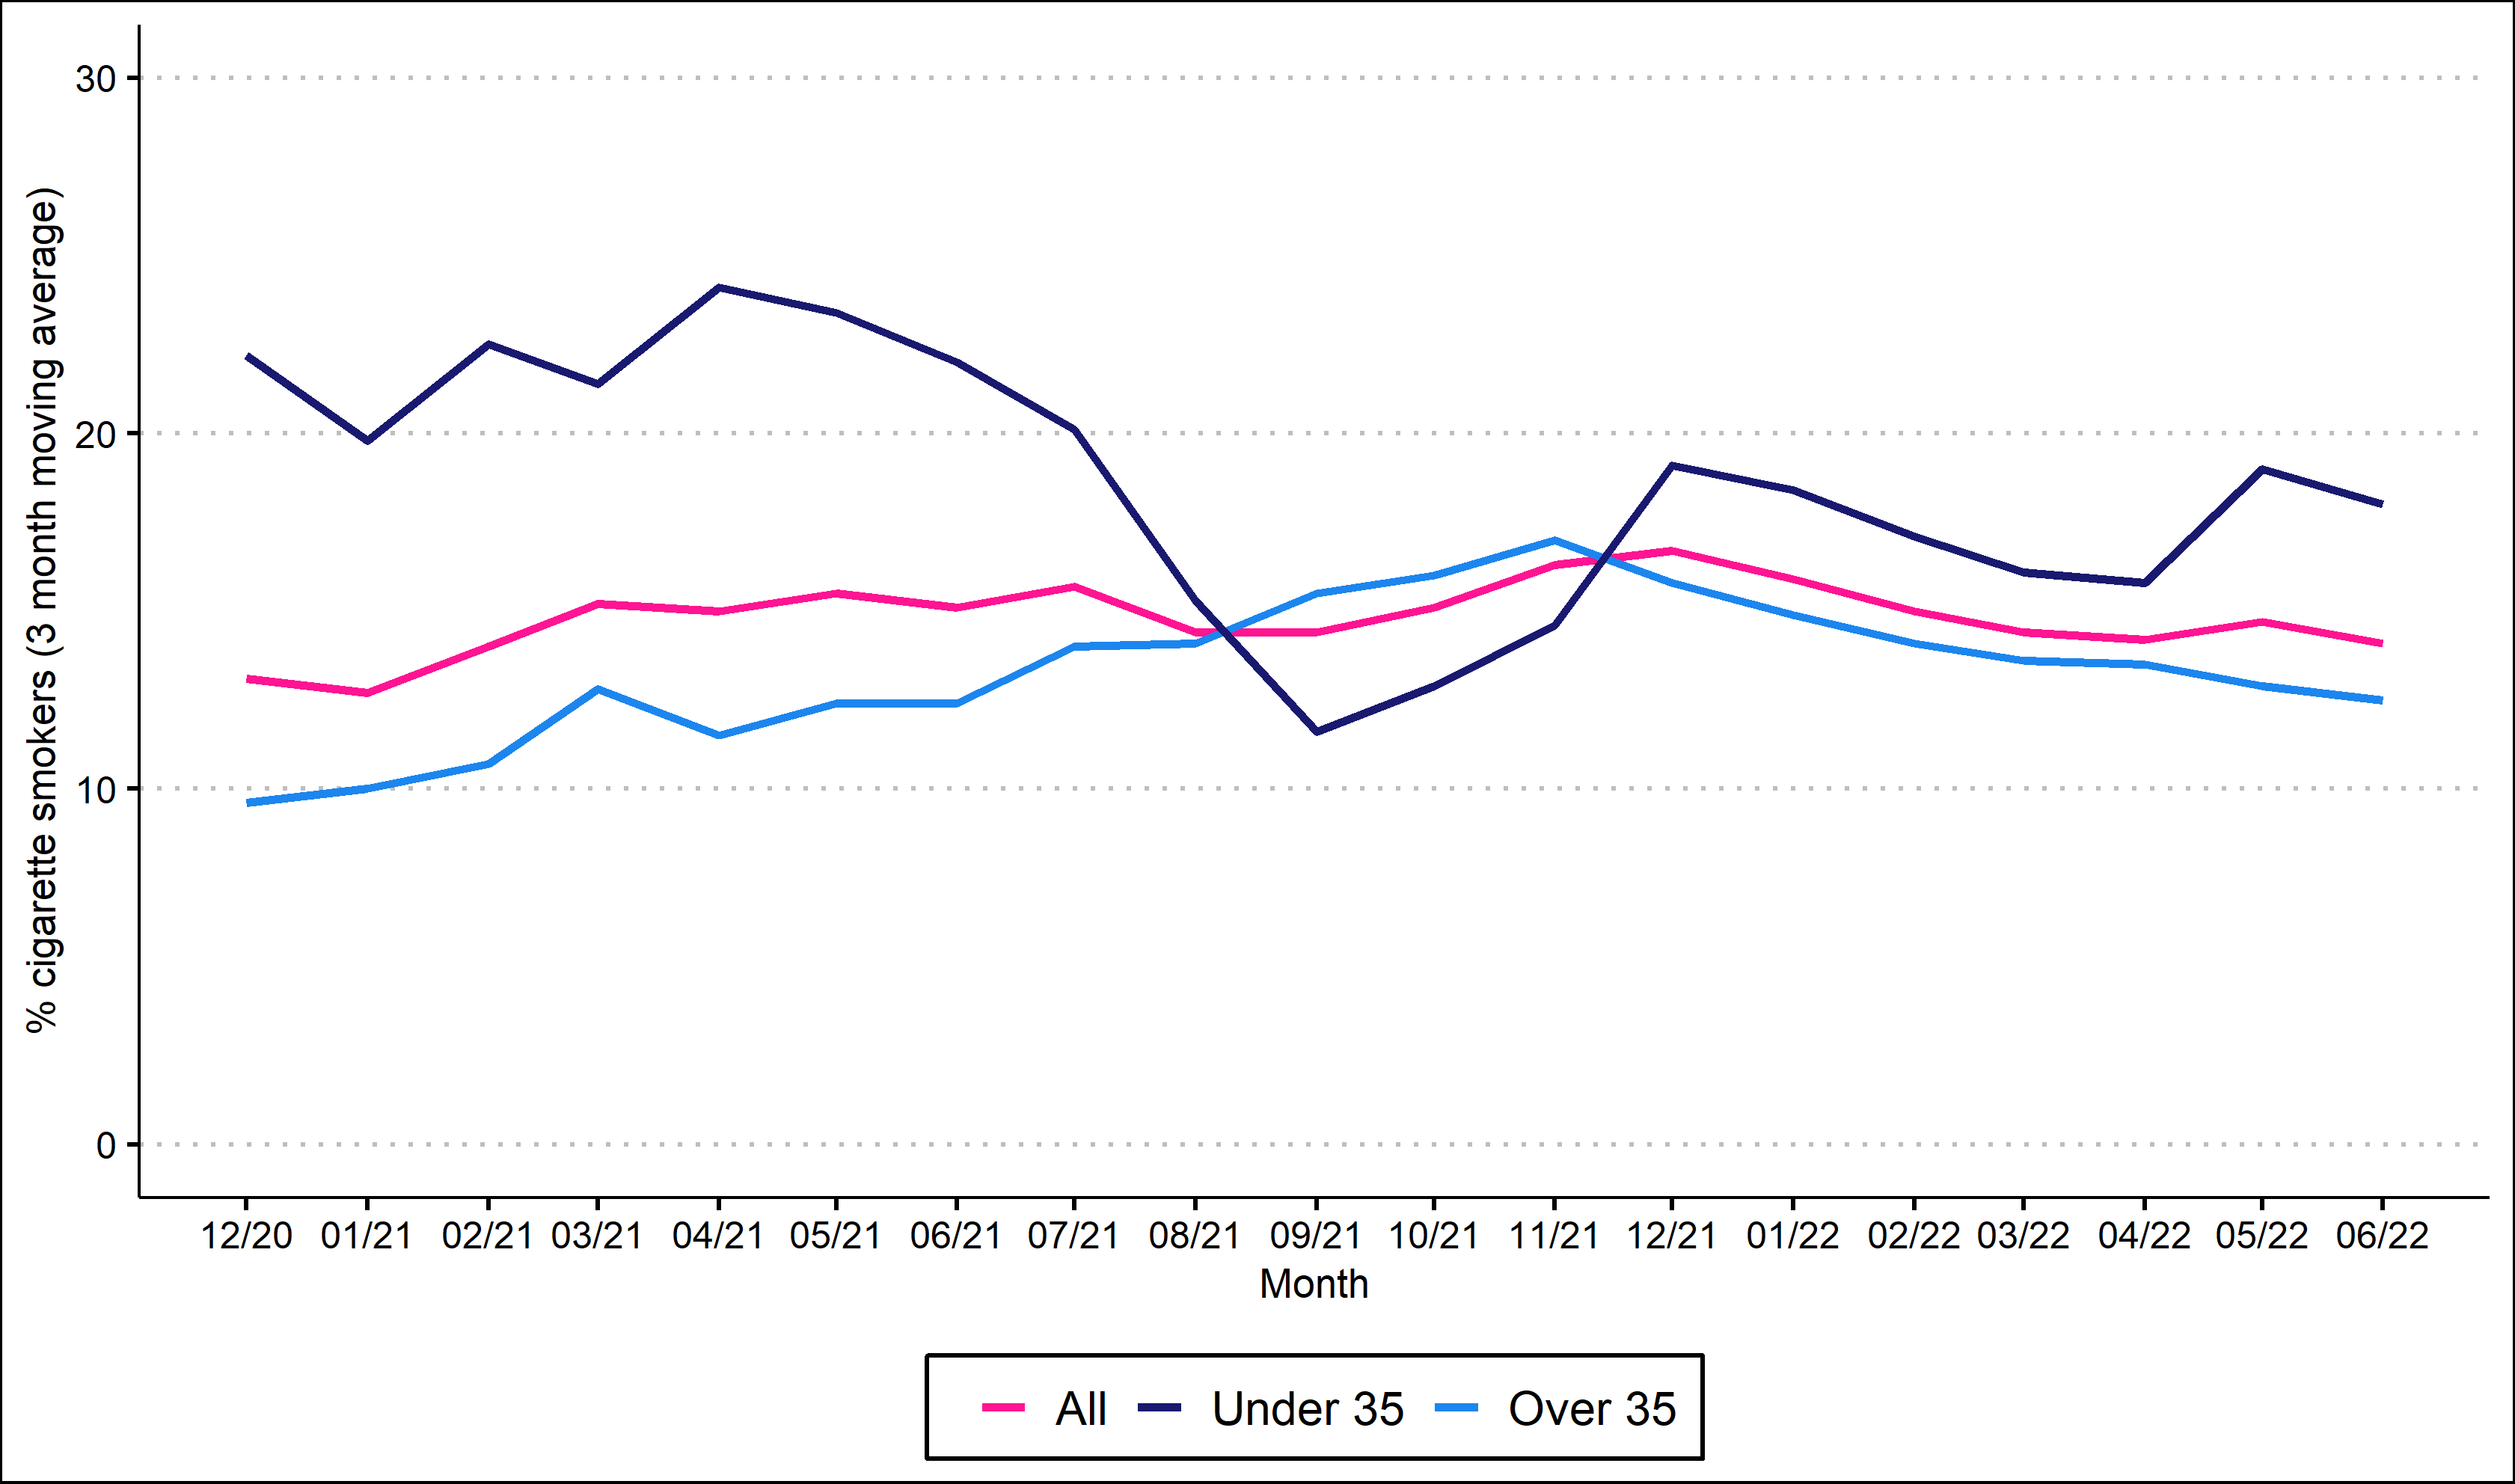 % cigarette smokers (3 month moving average)
30
20
10
0
12/20 01/21 02/21 03/21 04/21 05/21 06/21 07/21 08/21 09/21 10/21 11/21 12/21 01/22 02/22 03/22 04/22 05/22 06/22
Month
All Under 35 Over 35